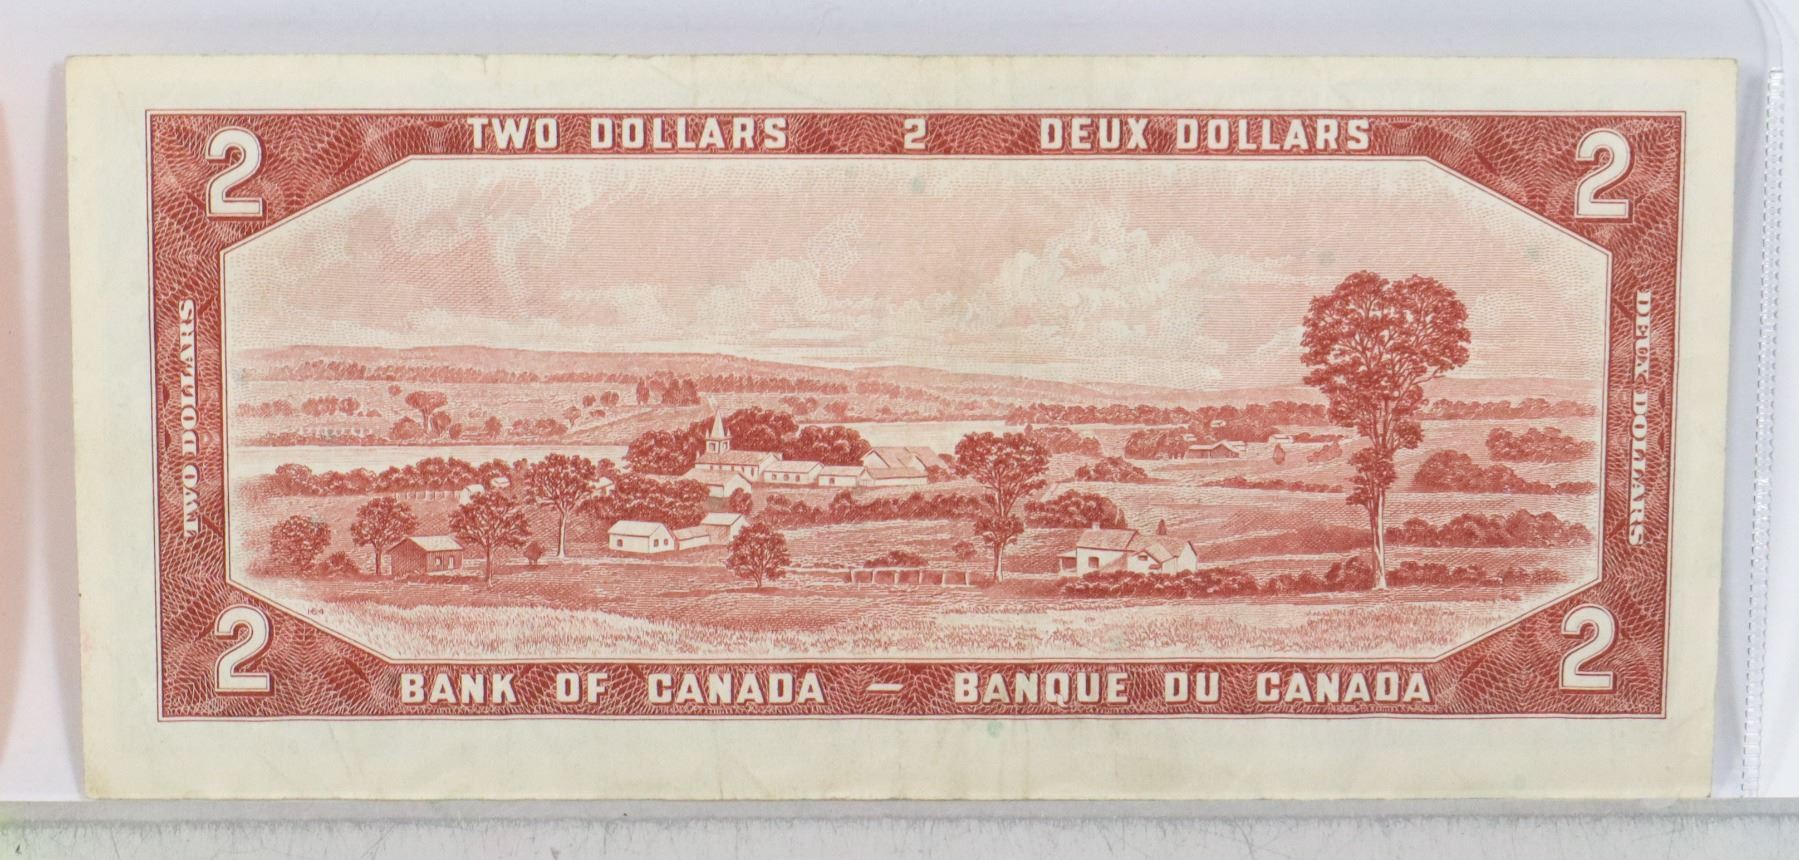 TWO DOLLARS 2 DEUX DOLLARS
2 2
TWO DOLLARS
DEUX DOLLARS
164
2 2
BANK OF CANADA — BANQUE DU CANADA